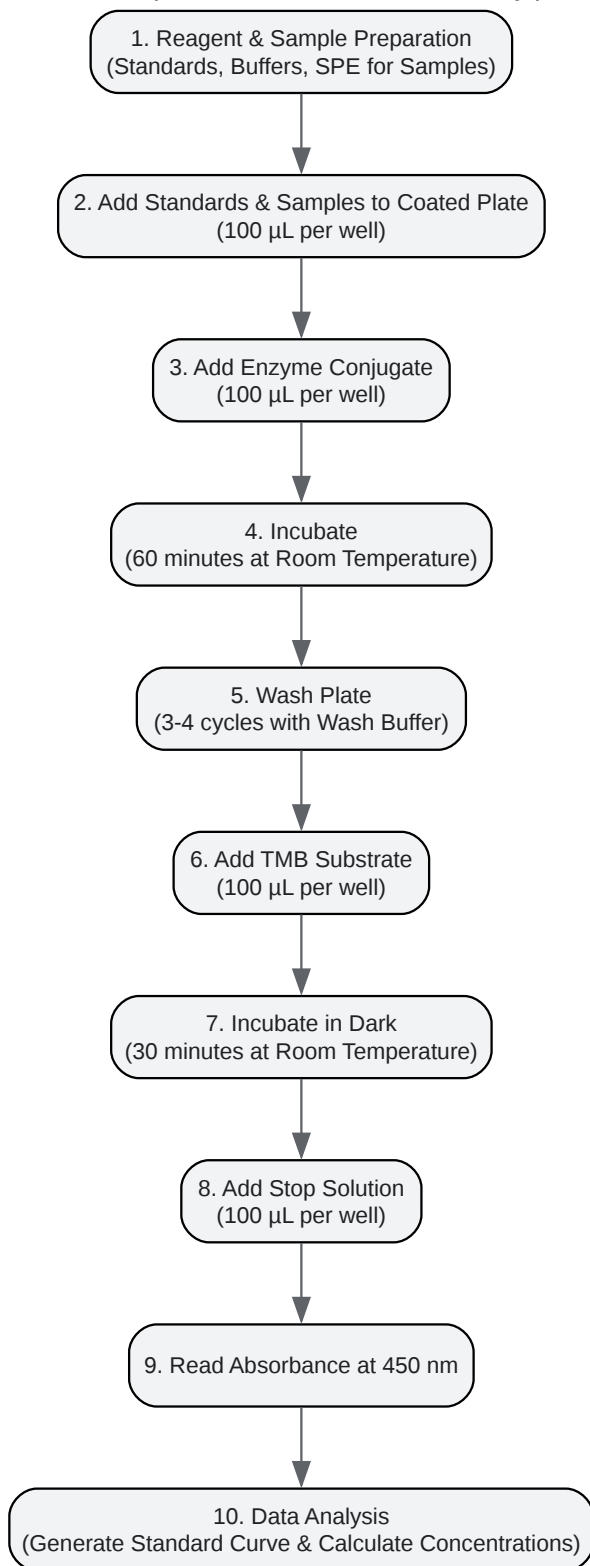 1. Reagent & Sample Preparation
(Standards, Buffers, SPE for Samples)
2. Add Standards & Samples to Coated Plate
(100 µL per well)
3. Add Enzyme Conjugate
(100 µL per well)
4. Incubate
(60 minutes at Room Temperature)
5. Wash Plate
(3-4 cycles with Wash Buffer)
6. Add TMB Substrate
(100 µL per well)
7. Incubate in Dark
(30 minutes at Room Temperature)
8. Add Stop Solution
(100 µL per well)
9. Read Absorbance at 450 nm
10. Data Analysis
(Generate Standard Curve & Calculate Concentrations)